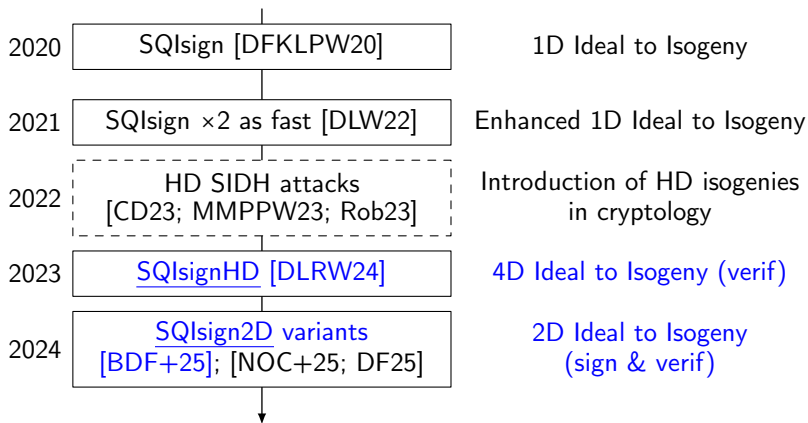 2020 SQIsign [DFKLPW20] 1D Ideal to Isogeny
2021 SQIsign ×2 as fast [DLW22] Enhanced 1D Ideal to Isogeny
2022 HD SIDH attacks Introduction of HD isogenies
[CD23; MMPPW23; Rob23] in cryptology
2023 SQIsignHD [DLRW24] 4D Ideal to Isogeny (verif)
2024 SQIsign2D variants 2D Ideal to Isogeny
[BDF+25]; [NOC+25; DF25] (sign & verif)